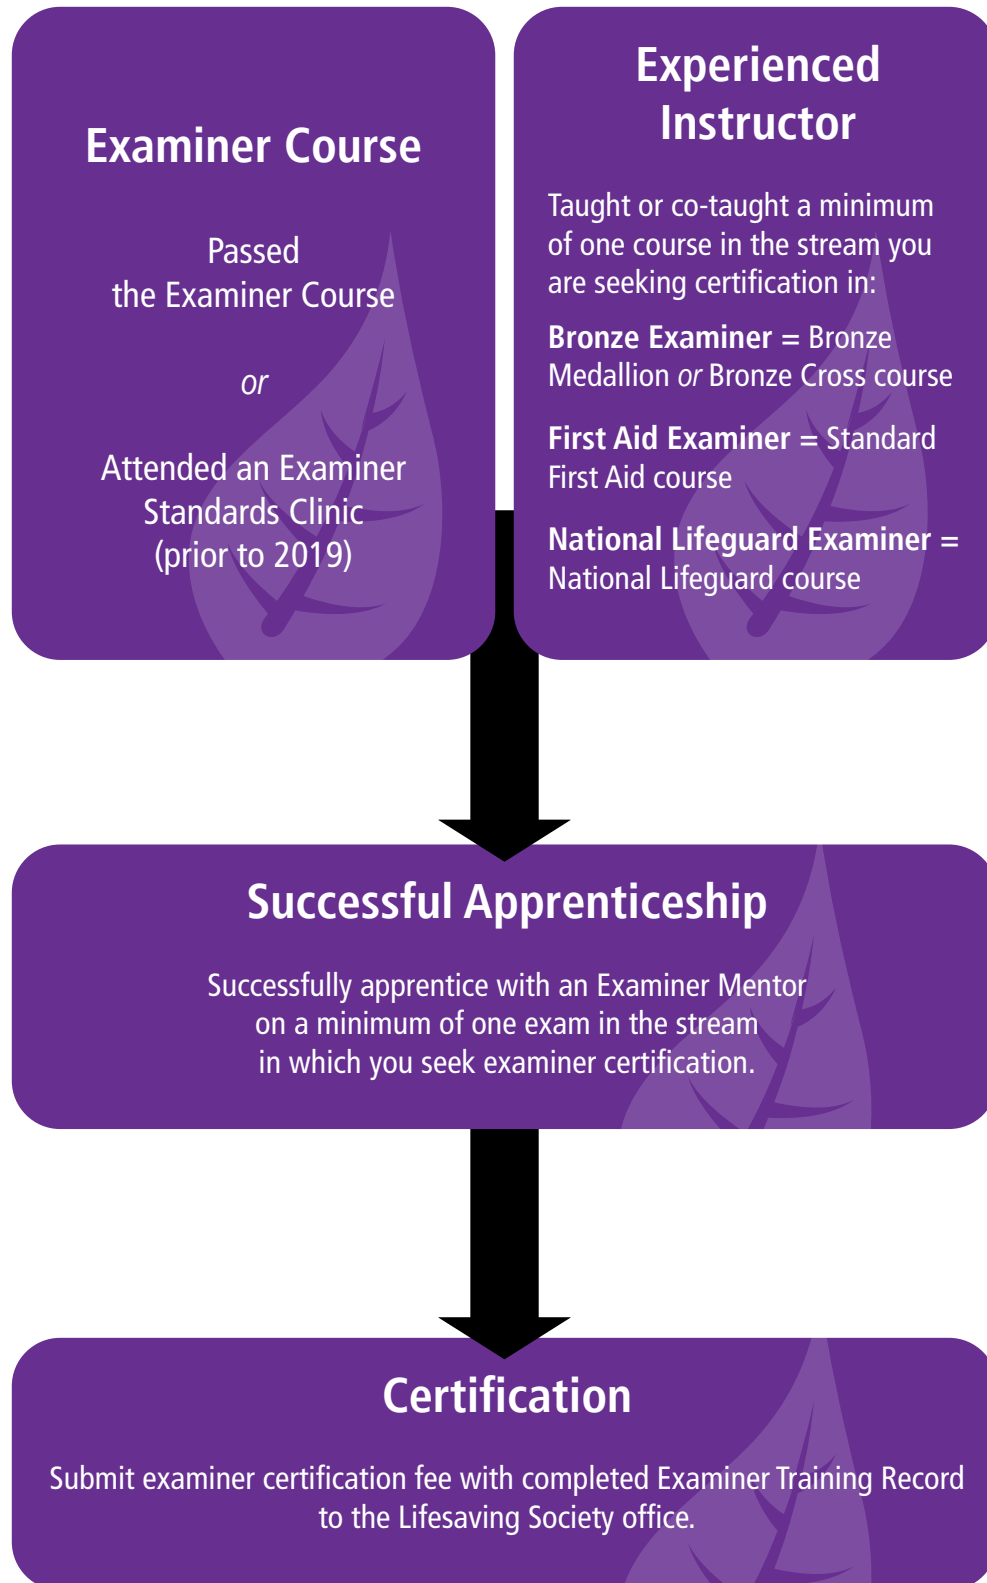 Examiner Course
Passed
the Examiner Course
or
Attended an Examiner
Standards Clinic
(prior to 2019)
Experienced
Instructor
Taught or co-taught a minimum
of one course in the stream you
are seeking certification in:
Bronze Examiner = Bronze
Medallion or Bronze Cross course
First Aid Examiner = Standard
First Aid course
National Lifeguard Examiner =
National Lifeguard course
Successful Apprenticeship
Successfully apprentice with an Examiner Mentor
on a minimum of one exam in the stream
in which you seek examiner certification.
Certification
Submit examiner certification fee with completed Examiner Training Record
to the Lifesaving Society office.